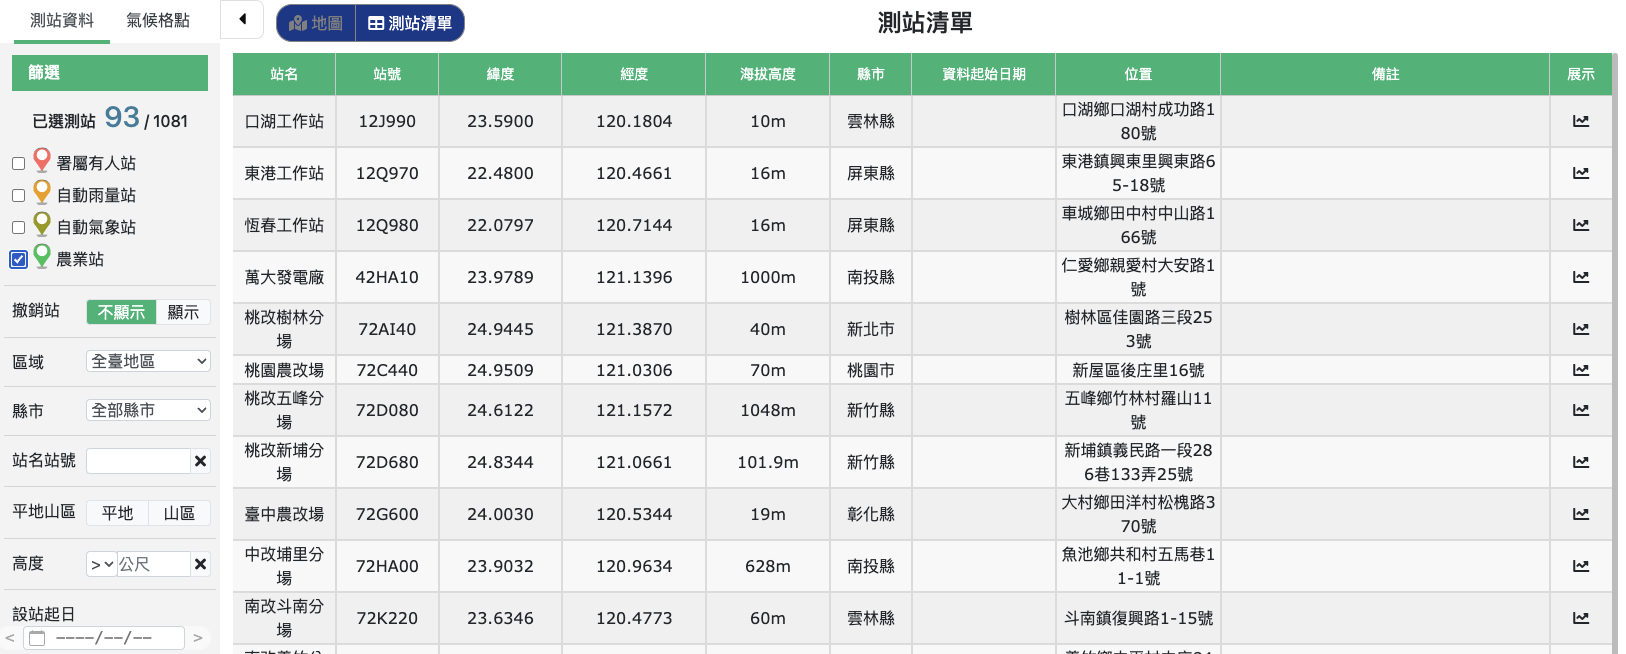 測站資料 氣候格點
地圖 測站清單
測站清單
篩選
已選測站 93 / 1081
署屬有人站
自動雨量站
自動氣象站
農業站
撤銷站 不顯示 顯示
區域 全臺地區
縣市 全部縣市
站名站號
平地山區 平地 山區
高度 > 公尺
設站起日
< ----/--/-- >
站名 站號 緯度 經度 海拔高度 縣市 資料起始日期 位置 備註 展示
口湖工作站 12J990 23.5900 120.1804 10m 雲林縣 口湖鄉口湖村成功路1
80號
東港工作站 12Q970 22.4800 120.4661 16m 屏東縣 東港鎮興東里興東路6
5-18號
恆春工作站 12Q980 22.0797 120.7144 16m 屏東縣 車城鄉田中村中山路1
66號
萬大發電廠 42HA10 23.9789 121.1396 1000m 南投縣 仁愛鄉親愛村大安路1
號
桃改樹林分
場 72AI40 24.9445 121.3870 40m 新北市 樹林區佳園路三段25
3號
桃園農改場 72C440 24.9509 121.0306 70m 桃園市 新屋區後庄里16號
桃改五峰分
場 72D080 24.6122 121.1572 1048m 新竹縣 五峰鄉竹林村羅山11
號
桃改新埔分
場 72D680 24.8344 121.0661 101.9m 新竹縣 新埔鎮義民路一段28
6巷133弄25號
臺中農改場 72G600 24.0030 120.5344 19m 彰化縣 大村鄉田洋村松槐路3
70號
中改埔里分
場 72HA00 23.9032 120.9634 628m 南投縣 魚池鄉共和村五馬巷1
1-1號
南改斗南分
場 72K220 23.6346 120.4773 60m 雲林縣 斗南鎮復興路1-15號